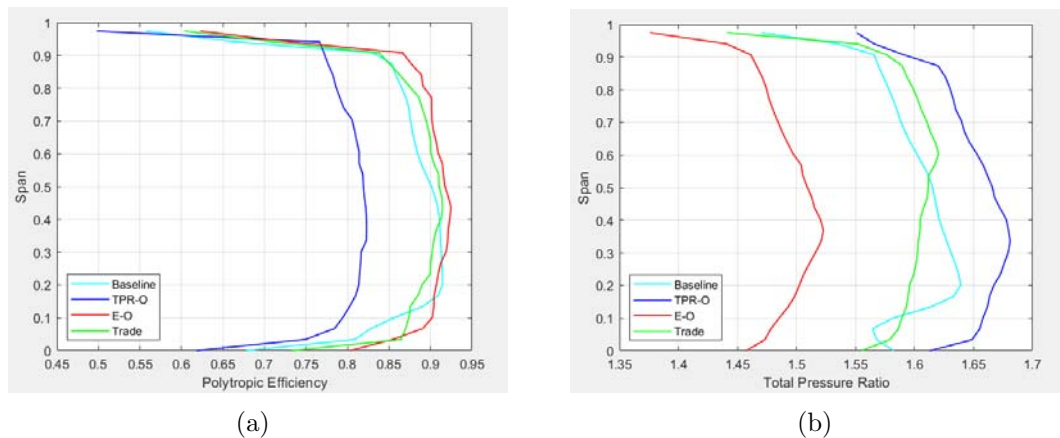 1
0.9
0.8
0.7
0.6
0.5
0.4
0.3
0.2
0.1
0
Span
Baseline
TPR-O
E-O
Trade
0.45 0.5 0.55 0.6 0.65 0.7 0.75 0.8 0.85 0.9 0.95
Polytropic Efficiency
(a)
1
0.9
0.8
0.7
0.6
0.5
0.4
0.3
0.2
0.1
0
Span
Baseline
TPR-O
E-O
Trade
1.35 1.4 1.45 1.5 1.55 1.6 1.65 1.7
Total Pressure Ratio
(b)